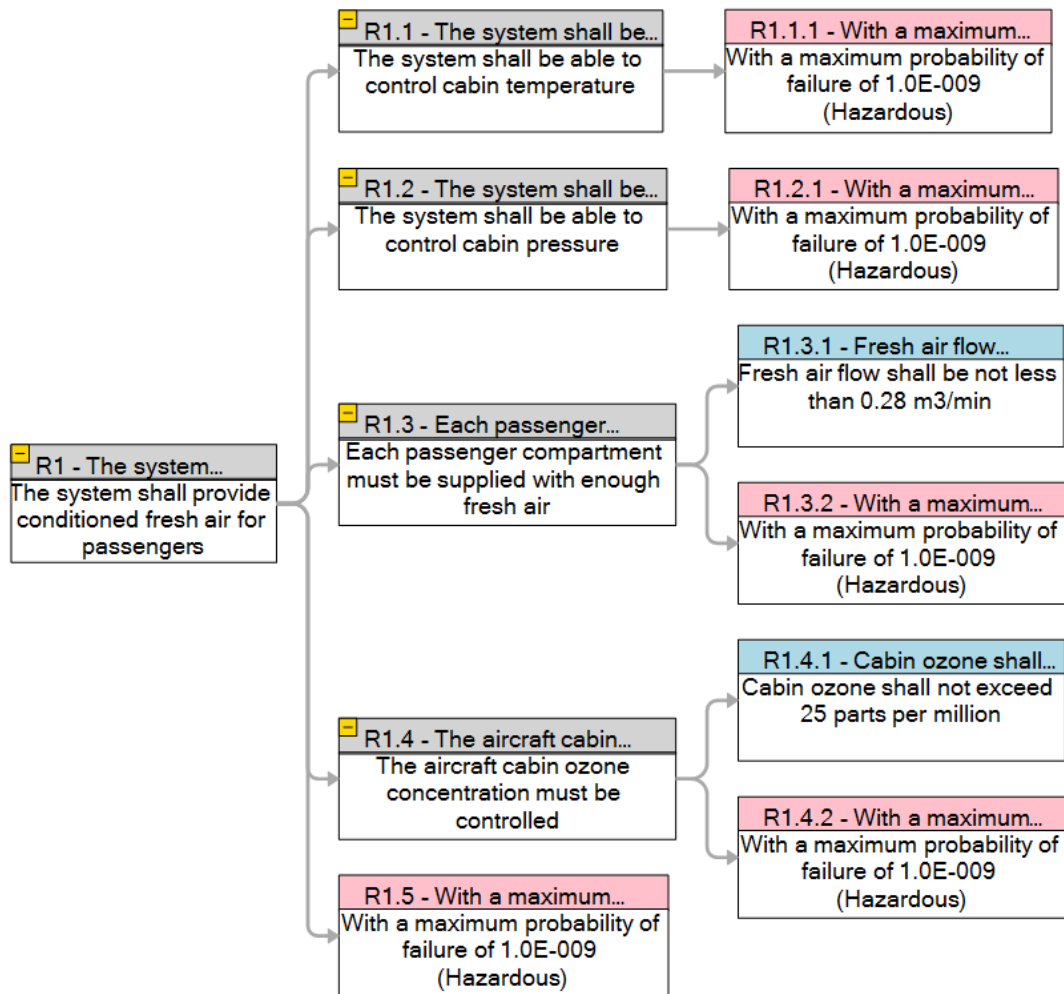 R1 - The system...
The system shall provide
conditioned fresh air for
passengers
R1.1 - The system shall be...
The system shall be able to
control cabin temperature
R1.1.1 - With a maximum...
With a maximum probability of
failure of 1.0E-009
(Hazardous)
R1.2 - The system shall be...
The system shall be able to
control cabin pressure
R1.2.1 - With a maximum...
With a maximum probability of
failure of 1.0E-009
(Hazardous)
R1.3 - Each passenger...
Each passenger compartment
must be supplied with enough
fresh air
R1.3.1 - Fresh air flow...
Fresh air flow shall be not less
than 0.28 m3/min
R1.3.2 - With a maximum...
With a maximum probability of
failure of 1.0E-009
(Hazardous)
R1.4 - The aircraft cabin...
The aircraft cabin ozone
concentration must be
controlled
R1.4.1 - Cabin ozone shall...
Cabin ozone shall not exceed
25 parts per million
R1.4.2 - With a maximum...
With a maximum probability of
failure of 1.0E-009
(Hazardous)
R1.5 - With a maximum...
With a maximum probability of
failure of 1.0E-009
(Hazardous)